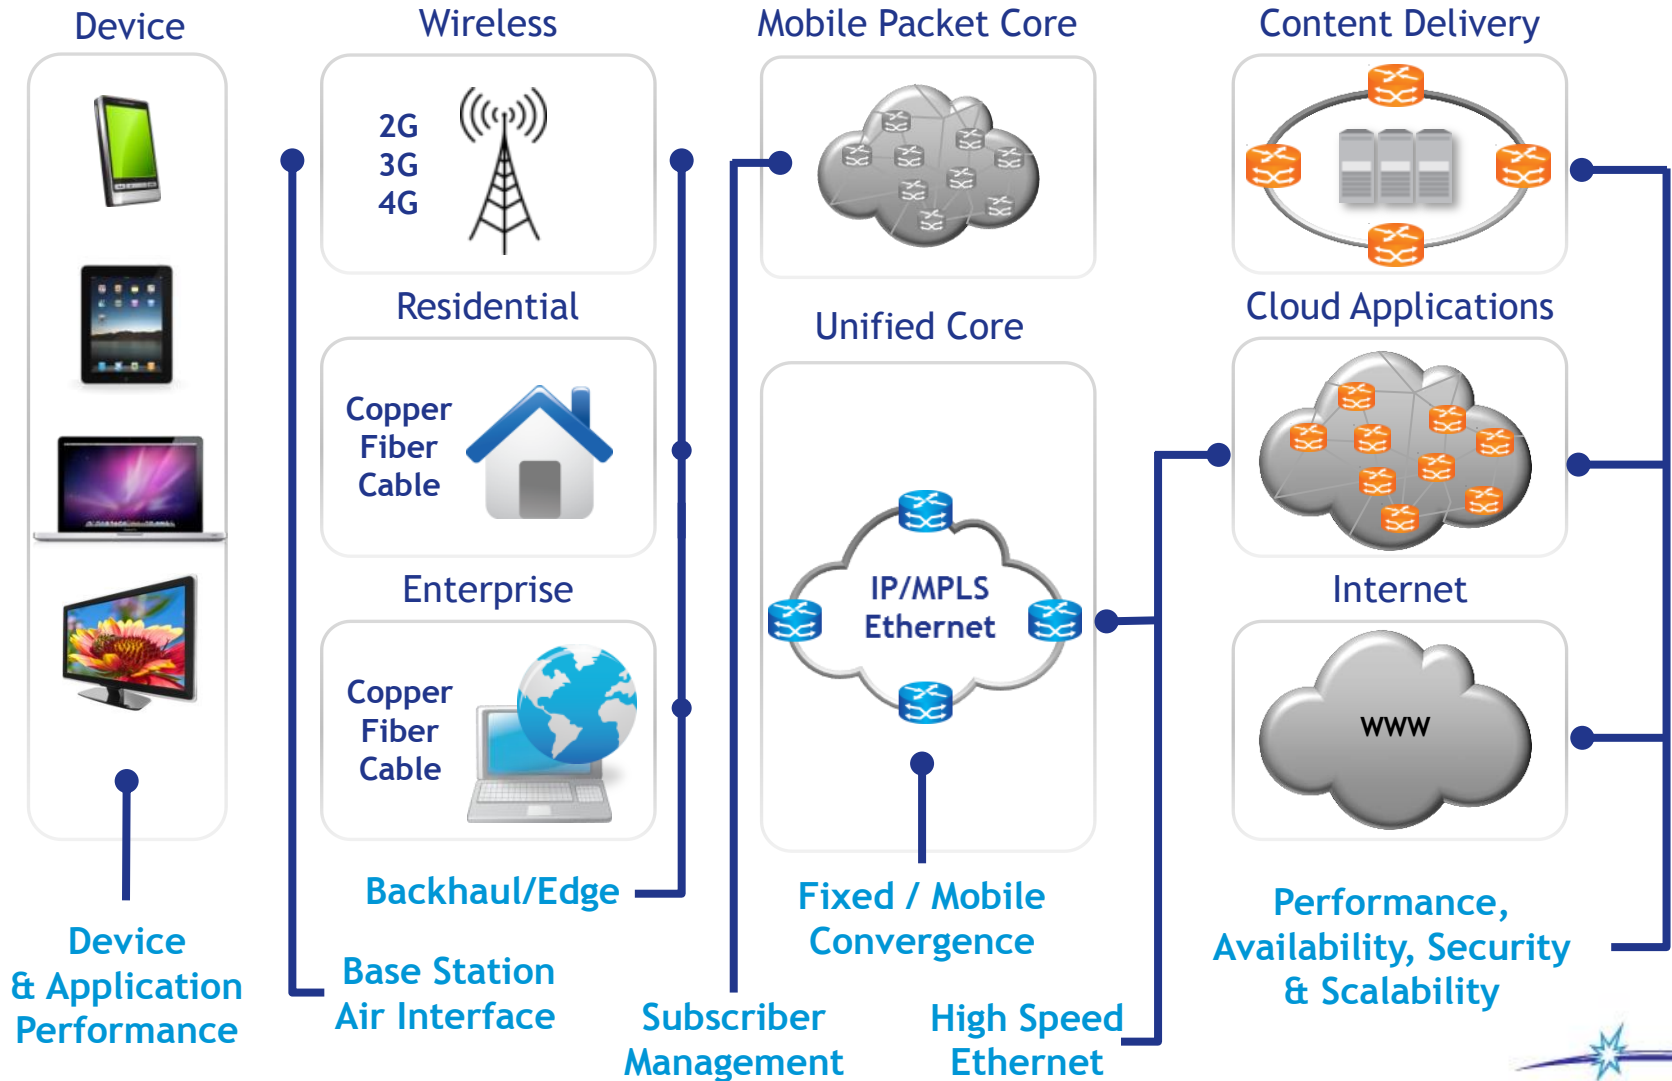 Device
Wireless
Mobile Packet Core
Content Delivery
2G
3G
4G
Residential
Unified Core
Cloud Applications
Copper
Fiber
Cable
Enterprise
IP/MPLS
Ethernet
Internet
Copper
Fiber
Cable
WWW
Backhaul/Edge
Fixed / Mobile
Convergence
Performance,
Availability, Security
& Scalability
Device
& Application
Performance
Base Station
Air Interface
Subscriber
Management
High Speed
Ethernet